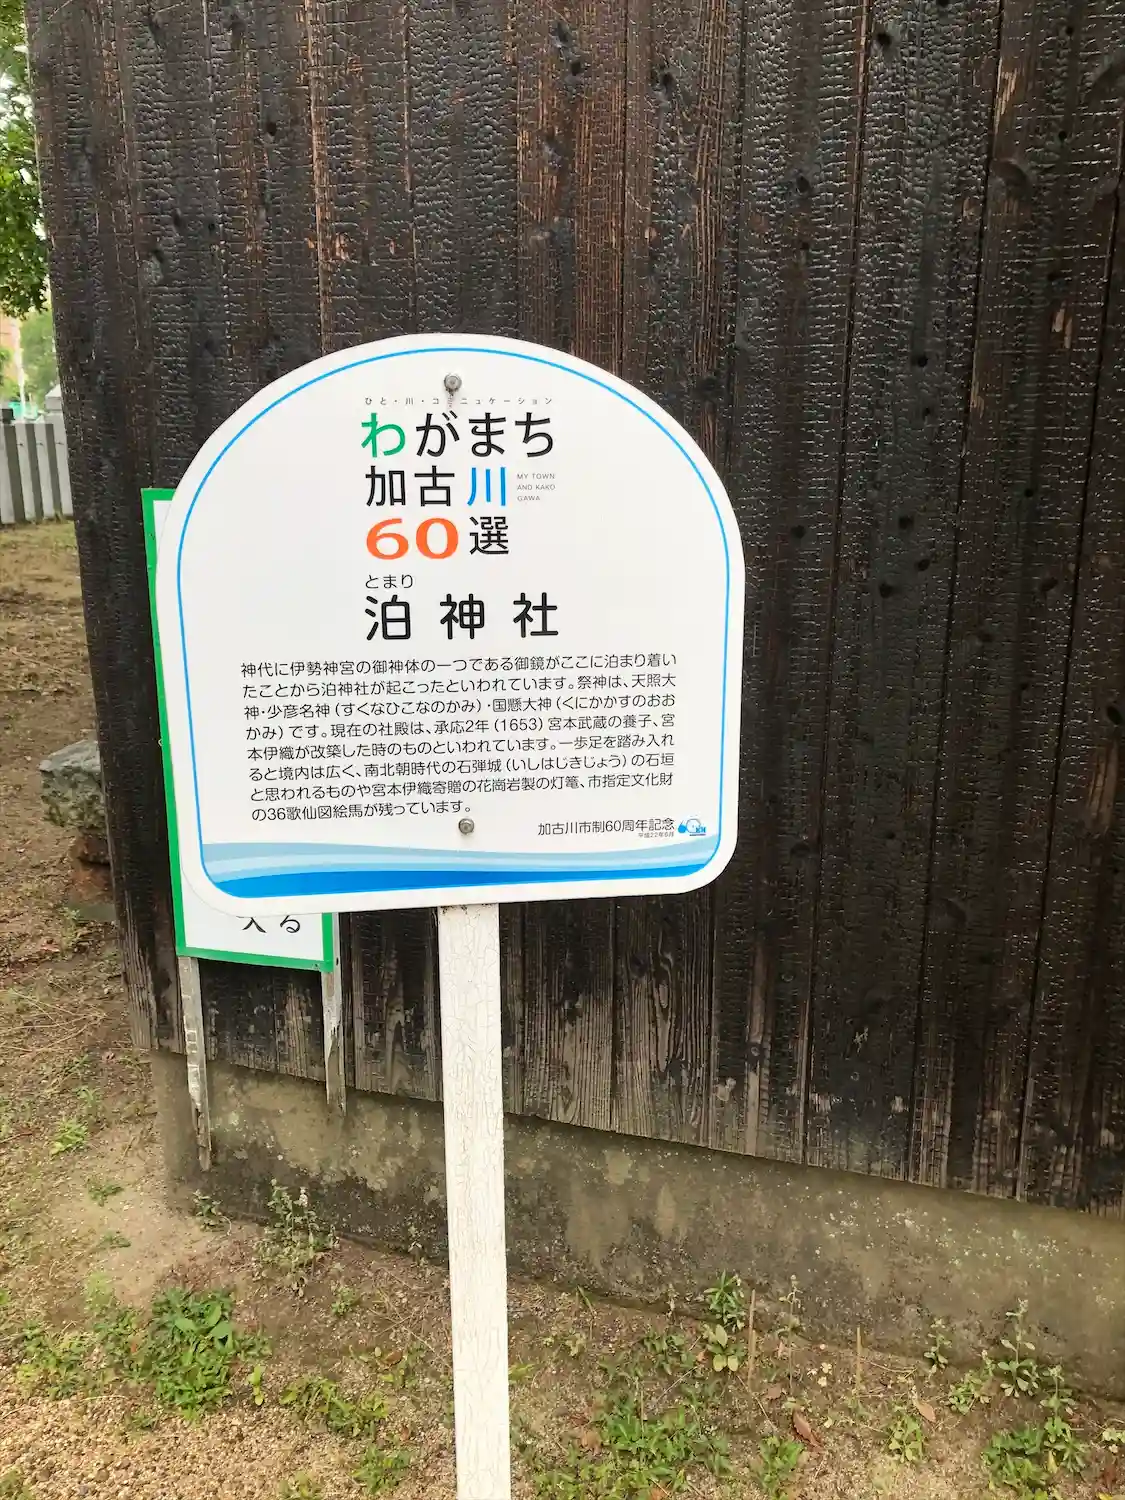 ひと・川・コミュニケーション
わがまち
加古川
MY TOWN
AND KAKO
GAWA
60選
とまり
泊神社
神代に伊勢神宮の御神体の一つである御鏡がここに泊まり着い
たことから泊神社が起こったといわれています。祭神は、天照大
神・少彦名神（すくなひこなのかみ）・国懸大神（くにかかすのおお
かみ）です。現在の社殿は、承応2年（1653）宮本武蔵の養子、宮
本伊織が改築した時のものといわれています。一歩足を踏み入れ
ると境内は広く、南北朝時代の石弾城（いしはじきじょう）の石垣
と思われるものや宮本伊織寄贈の花崗岩製の灯篭、市指定文化財
の36歌仙図絵馬が残っています。
加古川市制60周年記念
平成22年6月
る